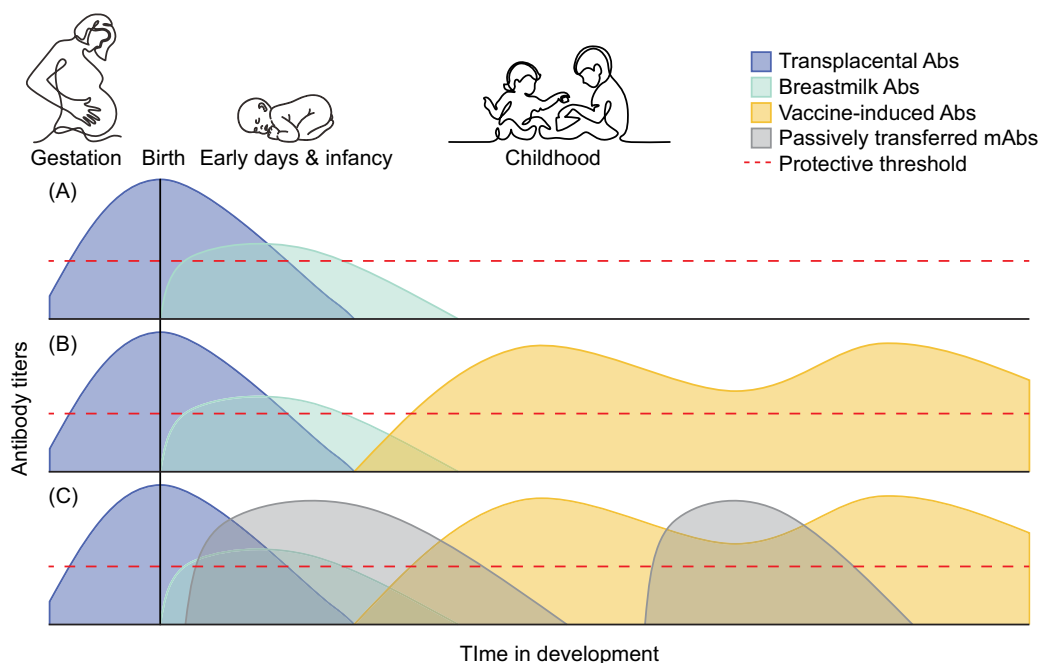 Transplacental Abs
Breastmilk Abs
Vaccine-induced Abs
Passively transferred mAbs
Protective threshold
Gestation
Birth
Early days & infancy
Childhood
(A)
(B)
(C)
Antibody titers
TIme in development